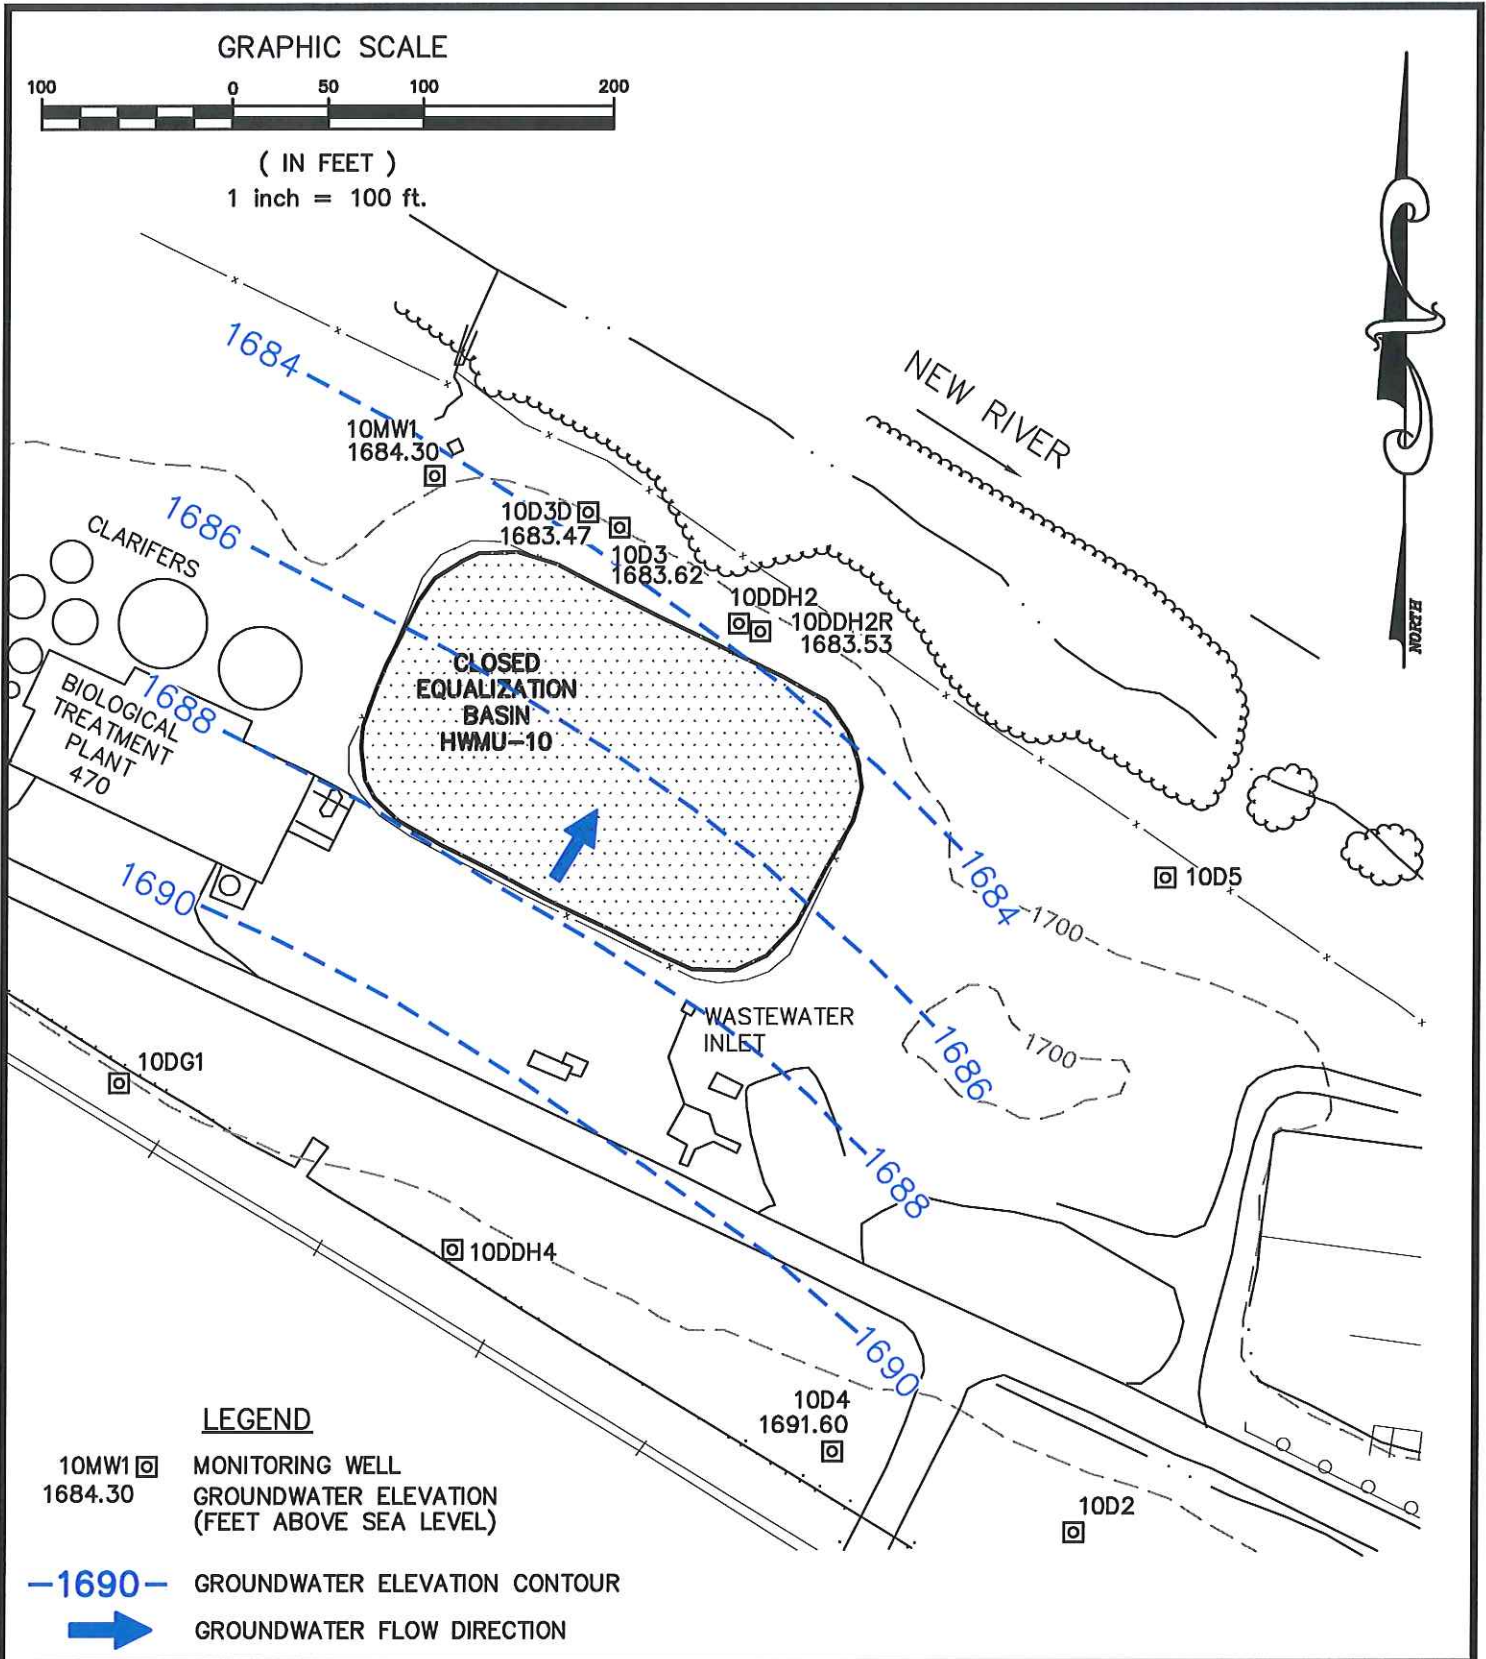 GRAPHIC SCALE
100 0 50 100 200
( IN FEET )
1 inch = 100 ft.
1684
NEW RIVER
10MW1
1684.30
1686
10D3D
1683.47
10D3
1683.62
CLARIFERS
10DDH2
10DDH2R
1683.53
NORTH
CLOSED
EQUALIZATION
BASIN
HWMU-10
BIOLOGICAL
TREATMENT
PLANT
470
1688
1690
1684
10D5
1700
WASTEWATER
INLET
1700
1686
10DG1
1688
10DDH4
1690
10D4
1691.60
10D2
LEGEND
10MW1 MONITORING WELL
1684.30 GROUNDWATER ELEVATION
(FEET ABOVE SEA LEVEL)
-1690- GROUNDWATER ELEVATION CONTOUR
GROUNDWATER FLOW DIRECTION